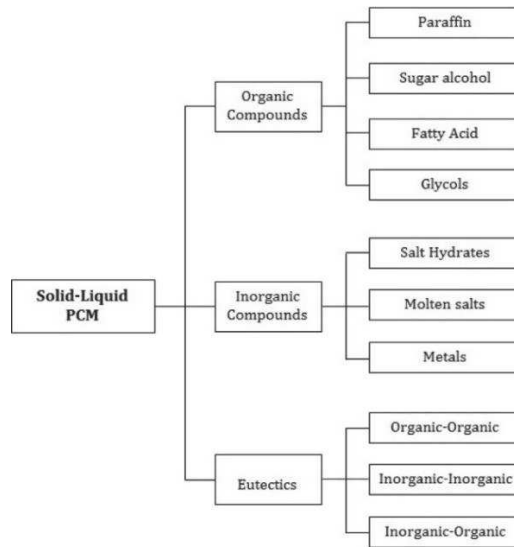 Paraffin
Sugar alcohol
Organic
Compounds
Fatty Acid
Glycols
Salt Hydrates
Solid-Liquid
PCM
Inorganic
Compounds
Molten salts
Metals
Organic-Organic
Eutectics
Inorganic-Inorganic
Inorganic-Organic